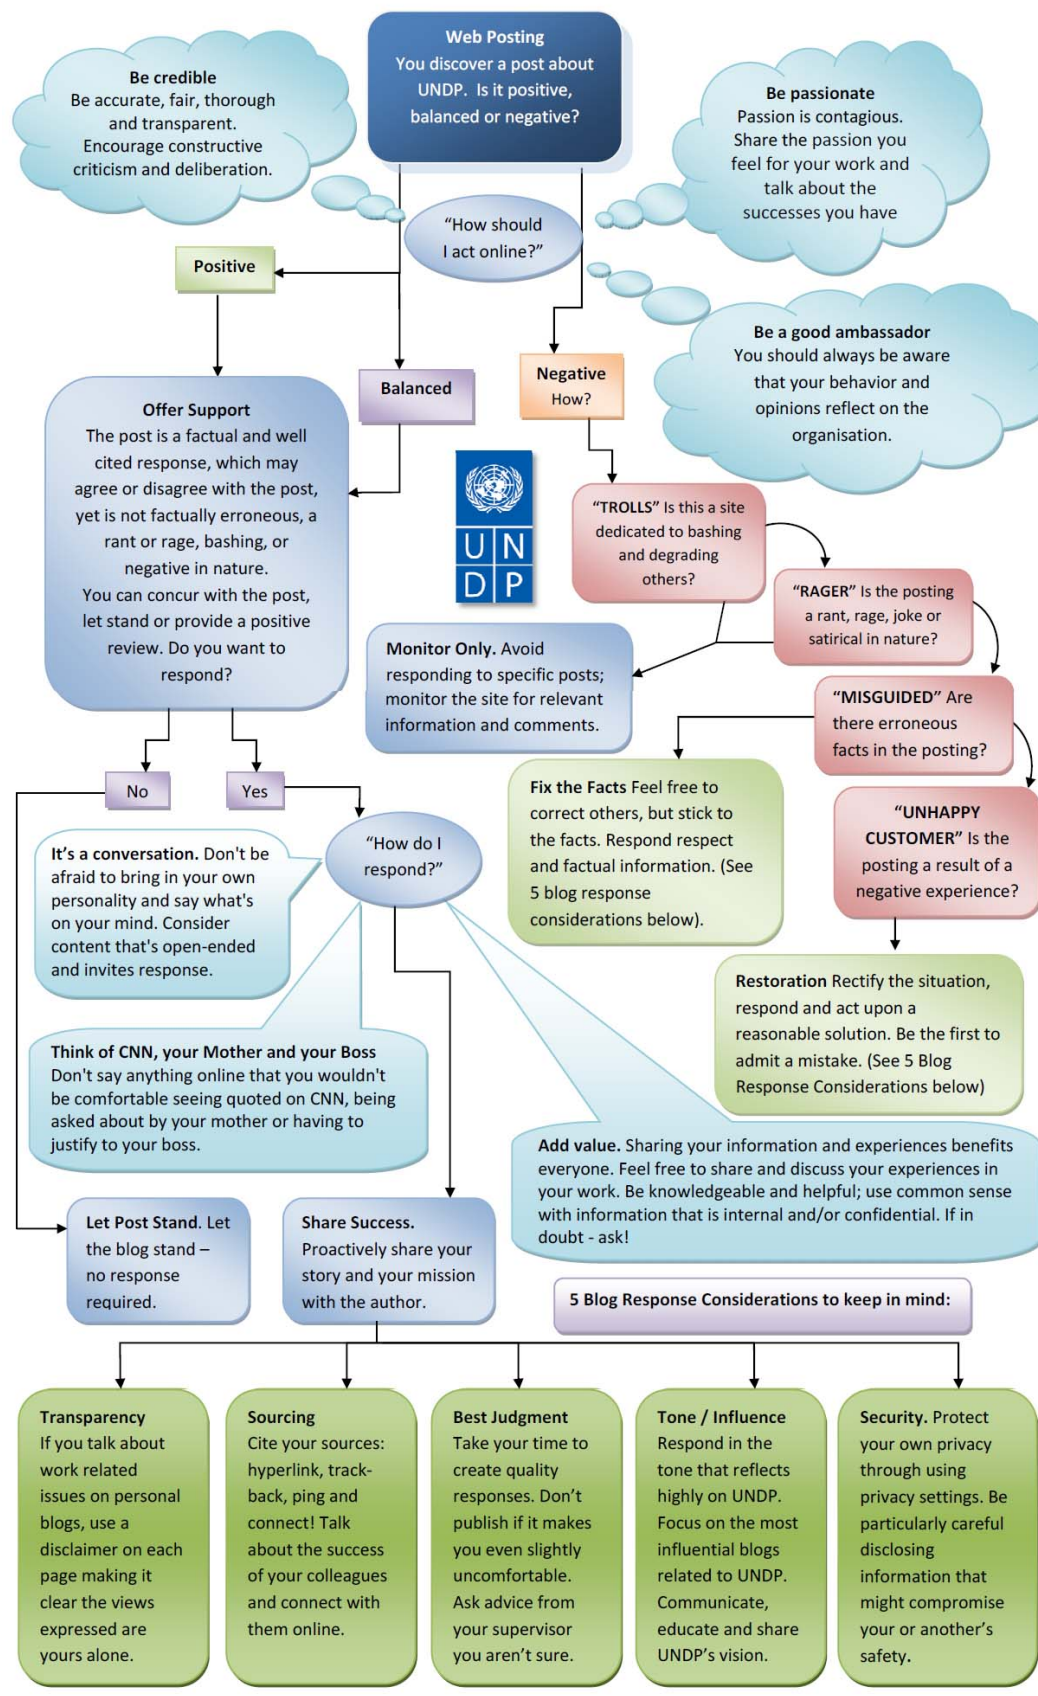 Web Posting
You discover a post about
UNDP. Is it positive,
balanced or negative?
Be credible
Be accurate, fair, thorough
and transparent.
Encourage constructive
criticism and deliberation.
Be passionate
Passion is contagious.
Share the passion you
feel for your work and
talk about the
successes you have
“How should
I act online?”
Be a good ambassador
You should always be aware
that your behavior and
opinions reflect on the
organisation.
Positive
Balanced
Negative
How?
Offer Support
The post is a factual and well
cited response, which may
agree or disagree with the post,
yet is not factually erroneous, a
rant or rage, bashing, or
negative in nature.
You can concur with the post,
let stand or provide a positive
review. Do you want to
respond?
U N
D P
“TROLLS” Is this a site
dedicated to bashing
and degrading
others?
“RAGER” Is the posting
a rant, rage, joke or
satirical in nature?
Monitor Only. Avoid
responding to specific posts;
monitor the site for relevant
information and comments.
“MISGUIDED” Are
there erroneous
facts in the posting?
Fix the Facts Feel free to
correct others, but stick to
the facts. Respond respect
and factual information. (See
5 blog response
considerations below).
“UNHAPPY
CUSTOMER” Is the
posting a result of a
negative experience?
Restoration Rectify the situation,
respond and act upon a
reasonable solution. Be the first to
admit a mistake. (See 5 Blog
Response Considerations below)
No
Yes
“How do I
respond?”
It’s a conversation. Don't be
afraid to bring in your own
personality and say what's
on your mind. Consider
content that's open-ended
and invites response.
Think of CNN, your Mother and your Boss
Don't say anything online that you wouldn't
be comfortable seeing quoted on CNN, being
asked about by your mother or having to
justify to your boss.
Add value. Sharing your information and experiences benefits
everyone. Feel free to share and discuss your experiences in
your work. Be knowledgeable and helpful; use common sense
with information that is internal and/or confidential. If in
doubt - ask!
Let Post Stand. Let
the blog stand –
no response
required.
Share Success.
Proactively share your
story and your mission
with the author.
5 Blog Response Considerations to keep in mind:
Transparency
If you talk about
work related
issues on personal
blogs, use a
disclaimer on each
page making it
clear the views
expressed are
yours alone.
Sourcing
Cite your sources:
hyperlink, track-
back, ping and
connect! Talk
about the success
of your colleagues
and connect with
them online.
Best Judgment
Take your time to
create quality
responses. Don’t
publish if it makes
you even slightly
uncomfortable.
Ask advice from
your supervisor
you aren’t sure.
Tone / Influence
Respond in the
tone that reflects
highly on UNDP.
Focus on the most
influential blogs
related to UNDP.
Communicate,
educate and share
UNDP’s vision.
Security. Protect
your own privacy
through using
privacy settings. Be
particularly careful
disclosing
information that
might compromise
your or another’s
safety.